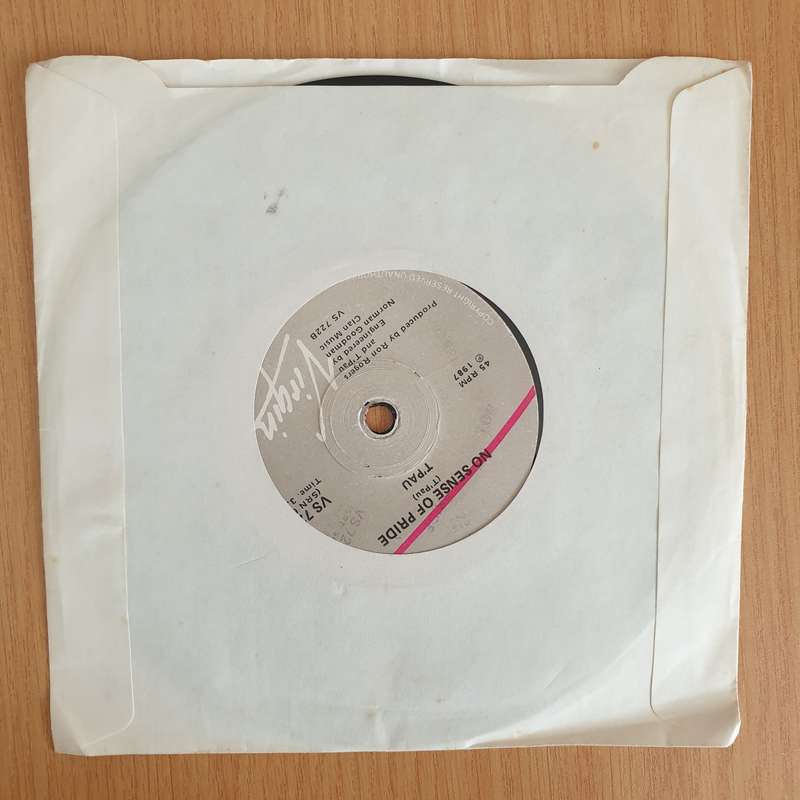 COPYRIGHT RESERVED
Virgin
VS 722B
Produced by Ron Rogers
and T'Pau
Engineered by
Norman Goodman
Clan Music
45 RPM
℗ 1987
NO SENSE OF PRIDE
(T'Pau)
T'PAU
Time: